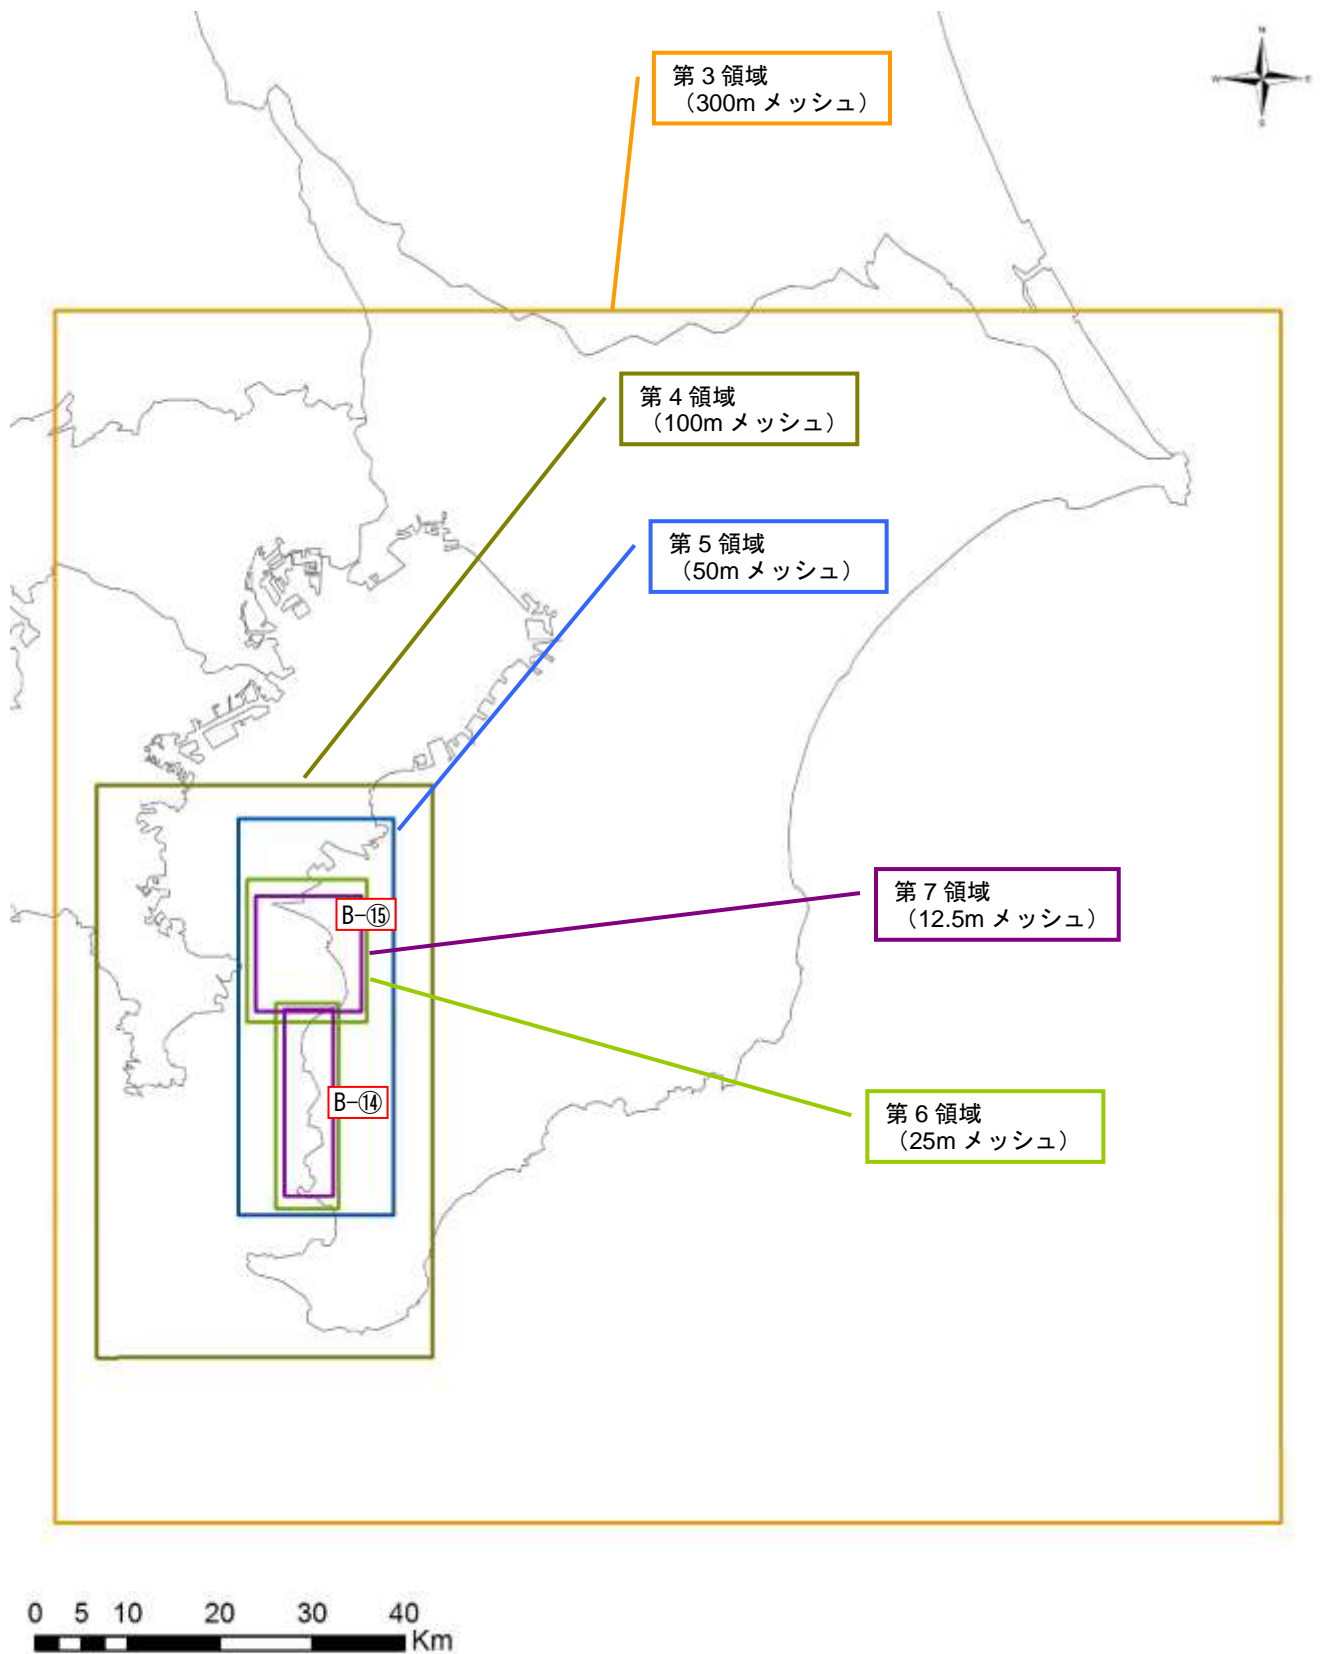 N
W E
S
第 3 領域
（300m メッシュ）
第 4 領域
（100m メッシュ）
第 5 領域
（50m メッシュ）
第 7 領域
（12.5m メッシュ）
B-⑮
B-⑭
第 6 領域
（25m メッシュ）
0 5 10 20 30 40
Km